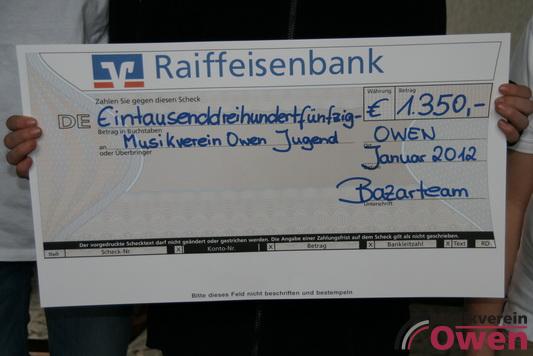 Raiffeisenbank
Zahlen Sie gegen diesen Scheck
Währung Betrag
DE Eintausenddreihundertfünfzig- € 1350,-
Betrag in Buchstaben
an Musikverein Owen Jugend OWEN
oder Überbringer
Januar 2012
Bazarteam
Unterschrift
Der vorgedruckte Schecktext darf nicht geändert oder gestrichen werden. Die Angabe einer Zahlungsfrist auf dem Scheck gilt als nicht geschrieben.
Scheck-Nr. X Konto-Nr. X Betrag X Bankleitzahl X Text RD.
Bitte dieses Feld nicht beschriften und bestempeln
Musikverein
Owen